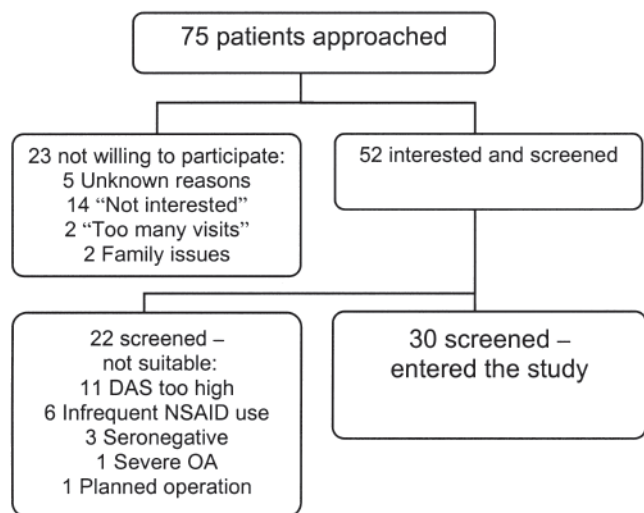 75 patients approached
23 not willing to participate:
5 Unknown reasons
14 “Not interested”
2 “Too many visits”
2 Family issues
52 interested and screened
22 screened –
not suitable:
11 DAS too high
6 Infrequent NSAID use
3 Seronegative
1 Severe OA
1 Planned operation
30 screened –
entered the study